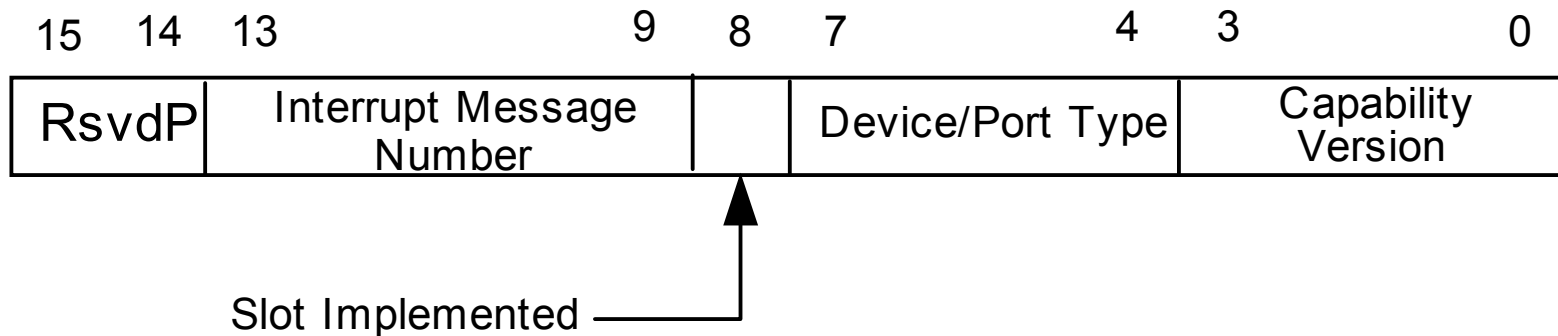 15 14 13 9 8 7 4 3 0
RsvdP
Interrupt Message
Number
Device/Port Type
Capability
Version
Slot Implemented